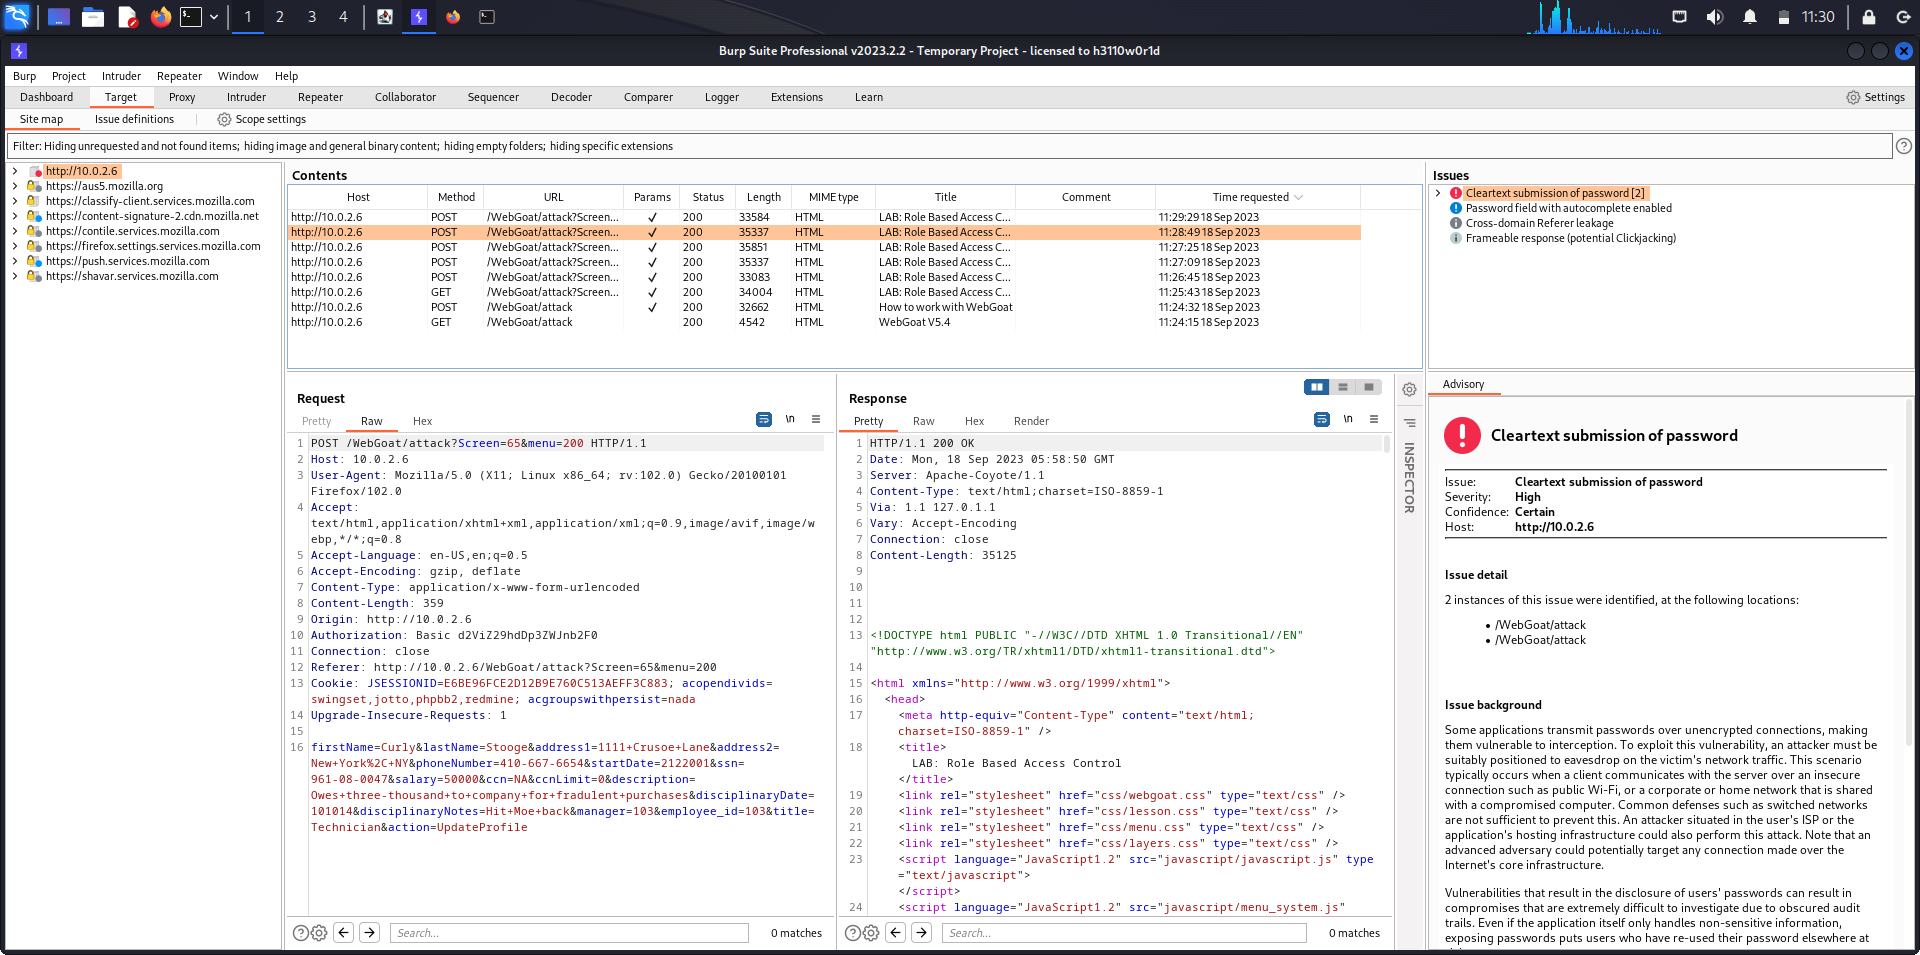 1 2 3 4
11:30
Burp Suite Professional v2023.2.2 - Temporary Project - licensed to h3110w0r1d
Burp Project Intruder Repeater Window Help
Dashboard Target Proxy Intruder Repeater Collaborator Sequencer Decoder Comparer Logger Extensions Learn Settings
Site map Issue definitions Scope settings
Filter: Hiding unrequested and not found items; hiding image and general binary content; hiding empty folders; hiding specific extensions
http://10.0.2.6
https://aus5.mozilla.org
https://classify-client.services.mozilla.com
https://content-signature-2.cdn.mozilla.net
https://contile.services.mozilla.com
https://firefox.settings.services.mozilla.com
https://push.services.mozilla.com
https://shavar.services.mozilla.com
Contents
Host Method URL Params Status Length MIME type Title Comment Time requested
http://10.0.2.6 POST /WebGoat/attack?Screen... ✓ 200 33584 HTML LAB: Role Based Access C... 11:29:29 18 Sep 2023
http://10.0.2.6 POST /WebGoat/attack?Screen... ✓ 200 35337 HTML LAB: Role Based Access C... 11:28:49 18 Sep 2023
http://10.0.2.6 POST /WebGoat/attack?Screen... ✓ 200 35851 HTML LAB: Role Based Access C... 11:27:25 18 Sep 2023
http://10.0.2.6 POST /WebGoat/attack?Screen... ✓ 200 35337 HTML LAB: Role Based Access C... 11:27:09 18 Sep 2023
http://10.0.2.6 POST /WebGoat/attack?Screen... ✓ 200 33083 HTML LAB: Role Based Access C... 11:26:45 18 Sep 2023
http://10.0.2.6 GET /WebGoat/attack?Screen... ✓ 200 34004 HTML LAB: Role Based Access C... 11:25:43 18 Sep 2023
http://10.0.2.6 POST /WebGoat/attack ✓ 200 32662 HTML How to work with WebGoat 11:24:32 18 Sep 2023
http://10.0.2.6 GET /WebGoat/attack 200 4542 HTML WebGoat V5.4 11:24:15 18 Sep 2023
Issues
Cleartext submission of password [2]
Password field with autocomplete enabled
Cross-domain Referer leakage
Frameable response (potential Clickjacking)
Request
Pretty Raw Hex \n
1 POST /WebGoat/attack?Screen=65&menu=200 HTTP/1.1
2 Host: 10.0.2.6
3 User-Agent: Mozilla/5.0 (X11; Linux x86_64; rv:102.0) Gecko/20100101
Firefox/102.0
4 Accept:
text/html,application/xhtml+xml,application/xml;q=0.9,image/avif,image/w
ebp,*/*;q=0.8
5 Accept-Language: en-US,en;q=0.5
6 Accept-Encoding: gzip, deflate
7 Content-Type: application/x-www-form-urlencoded
8 Content-Length: 359
9 Origin: http://10.0.2.6
10 Authorization: Basic d2ViZ29hdDp3ZWJnb2F0
11 Connection: close
12 Referer: http://10.0.2.6/WebGoat/attack?Screen=65&menu=200
13 Cookie: JSESSIONID=E6BE96FCE2D12B9E760C513AEFF3C883; acopendivids=
swingset,jotto,phpbb2,redmine; acgroupswithpersist=nada
14 Upgrade-Insecure-Requests: 1
15
16 firstName=Curly&lastName=Stooge&address1=1111+Crusoe+Lane&address2=
New+York%2C+NY&phoneNumber=410-667-6654&startDate=2122001&ssn=
961-08-0047&salary=50000&ccn=NA&ccnLimit=0&description=
Owes+three-thousand+to+company+for+fradulent+purchases&disciplinaryDate=
101014&disciplinaryNotes=Hit+Moe+back&manager=103&employee_id=103&title=
Technician&action=UpdateProfile
Search... 0 matches
Response
Pretty Raw Hex Render \n
1 HTTP/1.1 200 OK
2 Date: Mon, 18 Sep 2023 05:58:50 GMT
3 Server: Apache-Coyote/1.1
4 Content-Type: text/html;charset=ISO-8859-1
5 Via: 1.1 127.0.1.1
6 Vary: Accept-Encoding
7 Connection: close
8 Content-Length: 35125
9
10
11
12
13 <!DOCTYPE html PUBLIC "-//W3C//DTD XHTML 1.0 Transitional//EN"
"http://www.w3.org/TR/xhtml1/DTD/xhtml1-transitional.dtd">
14
15 <html xmlns="http://www.w3.org/1999/xhtml">
16 <head>
17 <meta http-equiv="Content-Type" content="text/html;
charset=ISO-8859-1" />
18 <title>
LAB: Role Based Access Control
</title>
19 <link rel="stylesheet" href="css/webgoat.css" type="text/css" />
20 <link rel="stylesheet" href="css/lesson.css" type="text/css" />
21 <link rel="stylesheet" href="css/menu.css" type="text/css" />
22 <link rel="stylesheet" href="css/layers.css" type="text/css" />
23 <script language="JavaScript1.2" src="javascript/javascript.js" type
="text/javascript">
</script>
24 <script language="JavaScript1.2" src="javascript/menu_system.js"
Search... 0 matches
INSPECTOR
Advisory
Cleartext submission of password
Issue: Cleartext submission of password
Severity: High
Confidence: Certain
Host: http://10.0.2.6
Issue detail
2 instances of this issue were identified, at the following locations:
• /WebGoat/attack
• /WebGoat/attack
Issue background
Some applications transmit passwords over unencrypted connections, making
them vulnerable to interception. To exploit this vulnerability, an attacker must be
suitably positioned to eavesdrop on the victim's network traffic. This scenario
typically occurs when a client communicates with the server over an insecure
connection such as public Wi-Fi, or a corporate or home network that is shared
with a compromised computer. Common defenses such as switched networks
are not sufficient to prevent this. An attacker situated in the user's ISP or the
application's hosting infrastructure could also perform this attack. Note that an
advanced adversary could potentially target any connection made over the
Internet's core infrastructure.
Vulnerabilities that result in the disclosure of users' passwords can result in
compromises that are extremely difficult to investigate due to obscured audit
trails. Even if the application itself only handles non-sensitive information,
exposing passwords puts users who have re-used their password elsewhere at